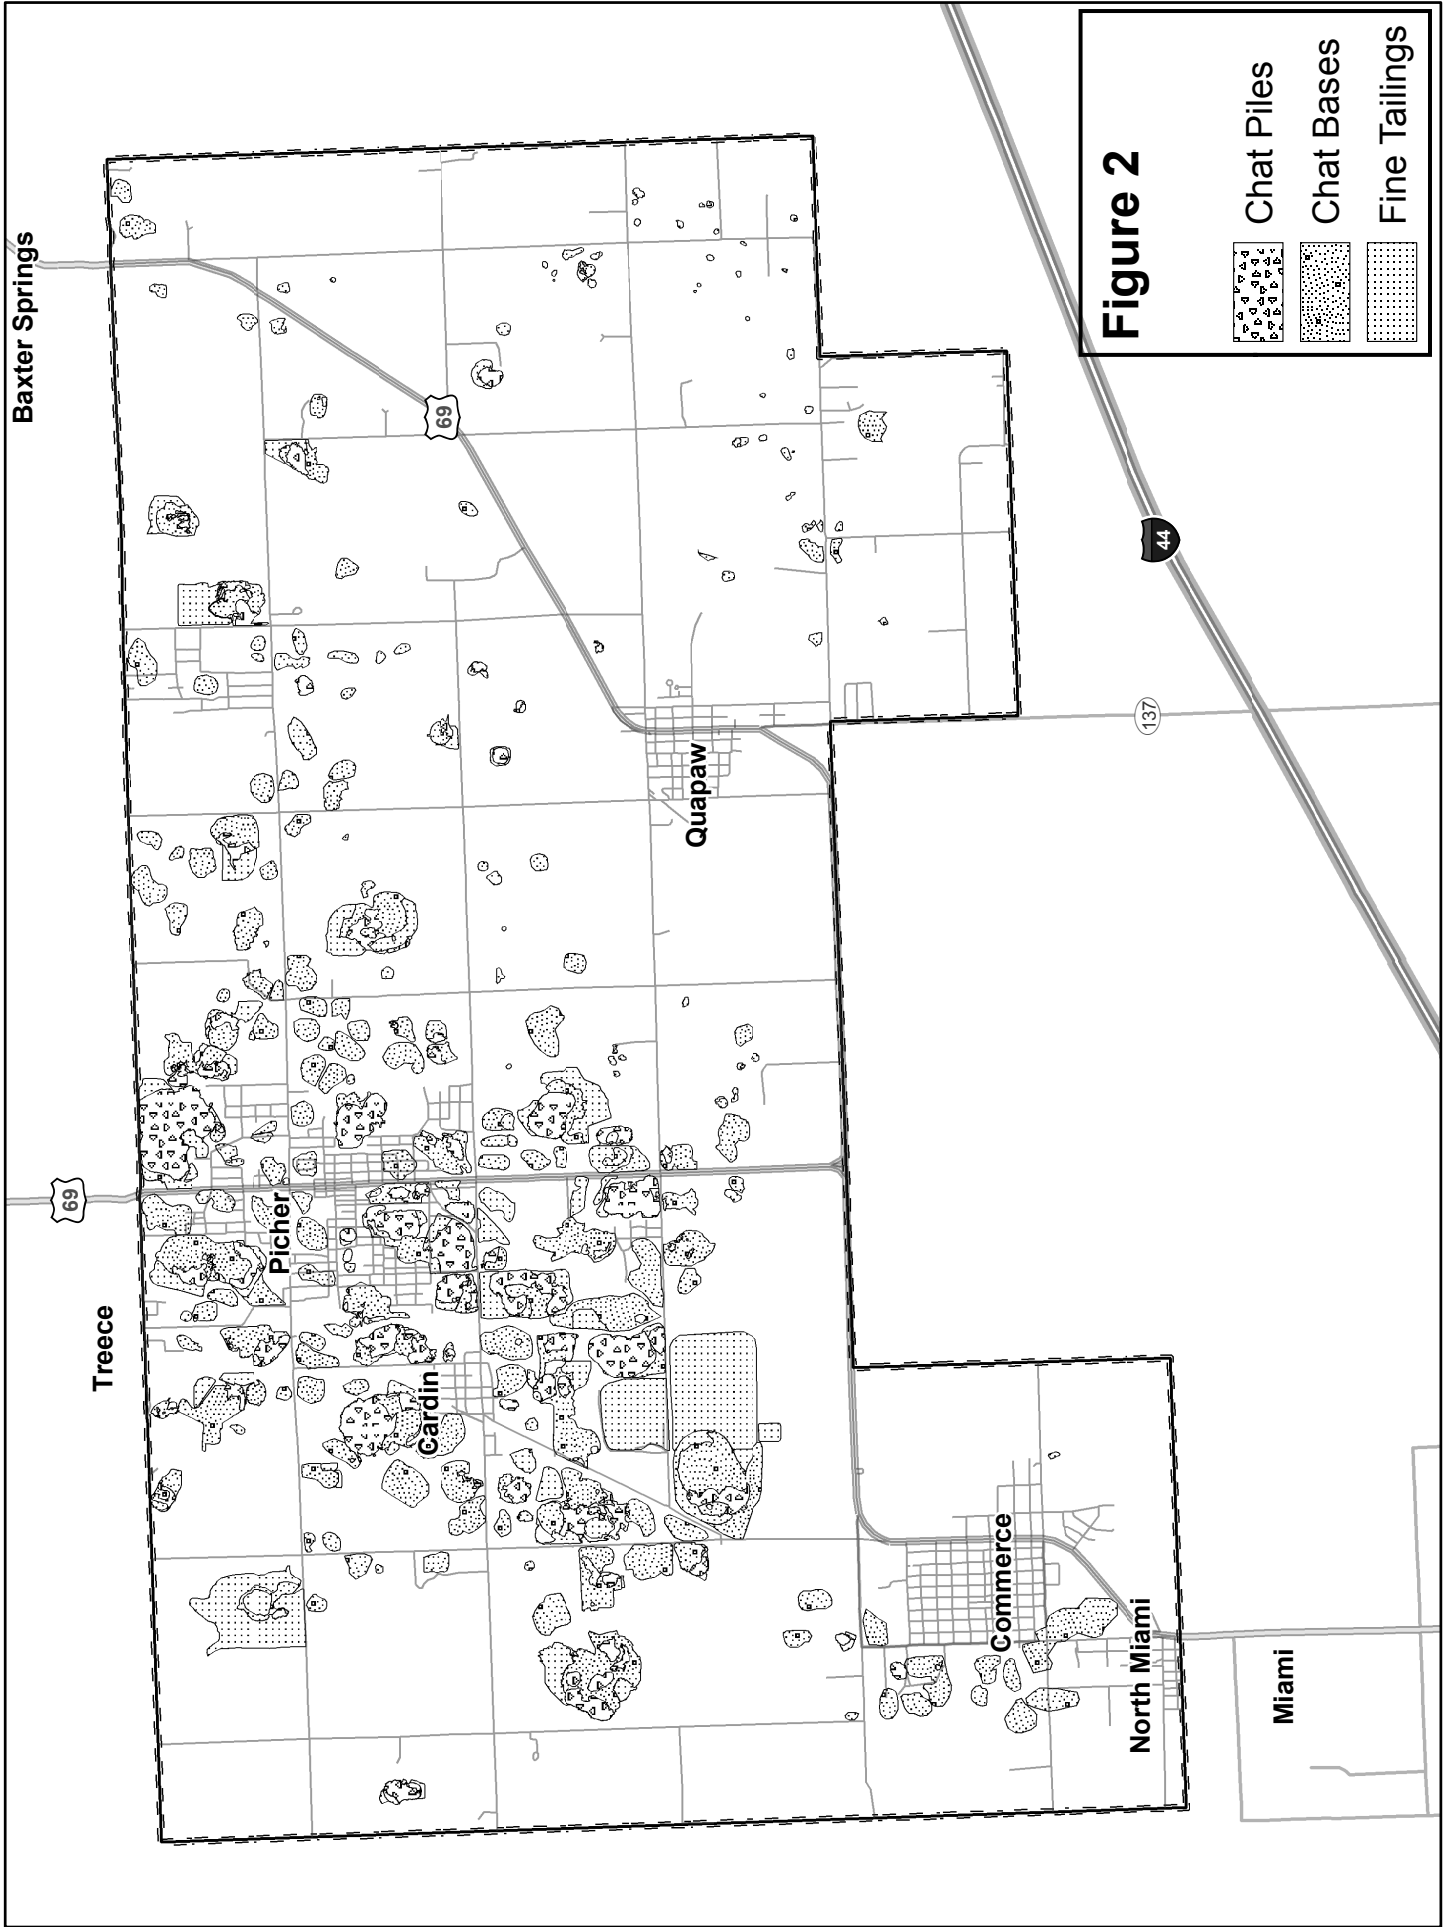 Baxter Springs
Treece
69
Picher
69
Cardin
Quapaw
Commerce
North Miami
Miami
137
44
Figure 2
Chat Piles
Chat Bases
Fine Tailings